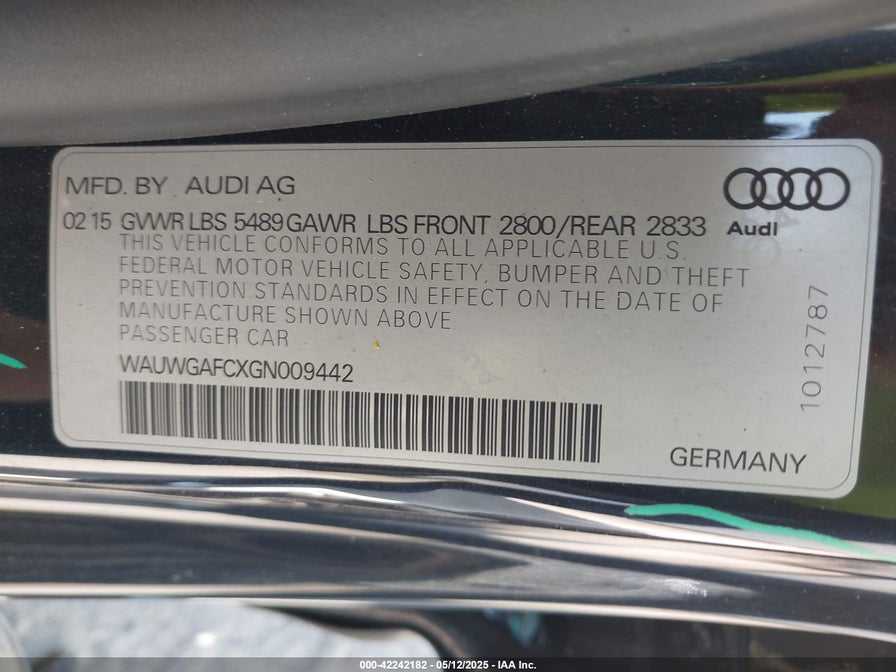 MFD. BY AUDI AG
02 15 GVWR LBS 5489 GAWR LBS FRONT 2800/REAR 2833
Audi
THIS VEHICLE CONFORMS TO ALL APPLICABLE U.S.
FEDERAL MOTOR VEHICLE SAFETY, BUMPER AND THEFT
PREVENTION STANDARDS IN EFFECT ON THE DATE OF
MANUFACTURE SHOWN ABOVE
PASSENGER CAR
WAUWGAFCXGN009442
1012787
GERMANY
000-42242182 - 05/12/2025 - IAA Inc.